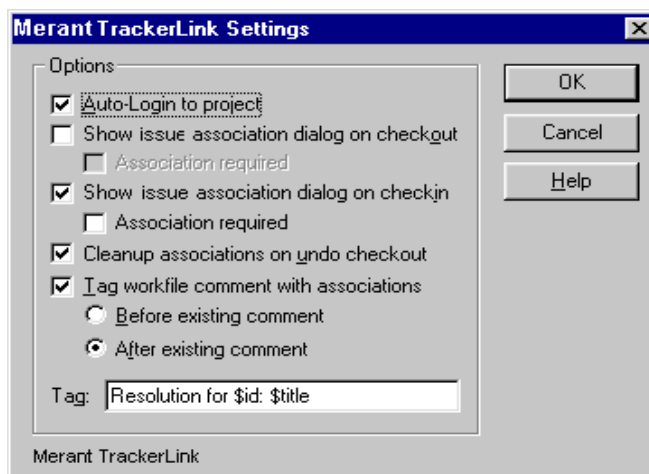 Merant TrackerLink Settings
Options
Auto-Login to project
Show issue association dialog on checkout
Association required
Show issue association dialog on checkin
Association required
Cleanup associations on undo checkout
Tag workfile comment with associations
Before existing comment
After existing comment
Tag: Resolution for $id: $title
OK
Cancel
Help
Merant TrackerLink